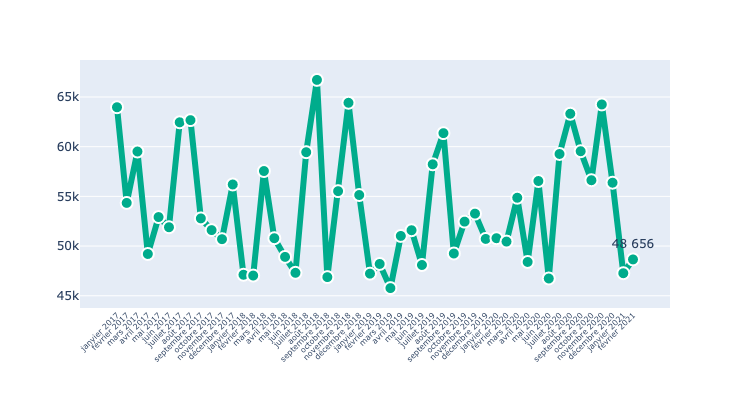 65k
60k
55k
50k
45k
48 656
janvier 2017
février 2017
mars 2017
avril 2017
mai 2017
juin 2017
juillet 2017
août 2017
septembre 2017
octobre 2017
novembre 2017
décembre 2017
janvier 2018
février 2018
mars 2018
avril 2018
mai 2018
juin 2018
juillet 2018
août 2018
septembre 2018
octobre 2018
novembre 2018
décembre 2018
janvier 2019
février 2019
mars 2019
avril 2019
mai 2019
juin 2019
juillet 2019
août 2019
septembre 2019
octobre 2019
novembre 2019
décembre 2019
janvier 2020
février 2020
mars 2020
avril 2020
mai 2020
juin 2020
juillet 2020
août 2020
septembre 2020
octobre 2020
novembre 2020
décembre 2020
janvier 2021
février 2021